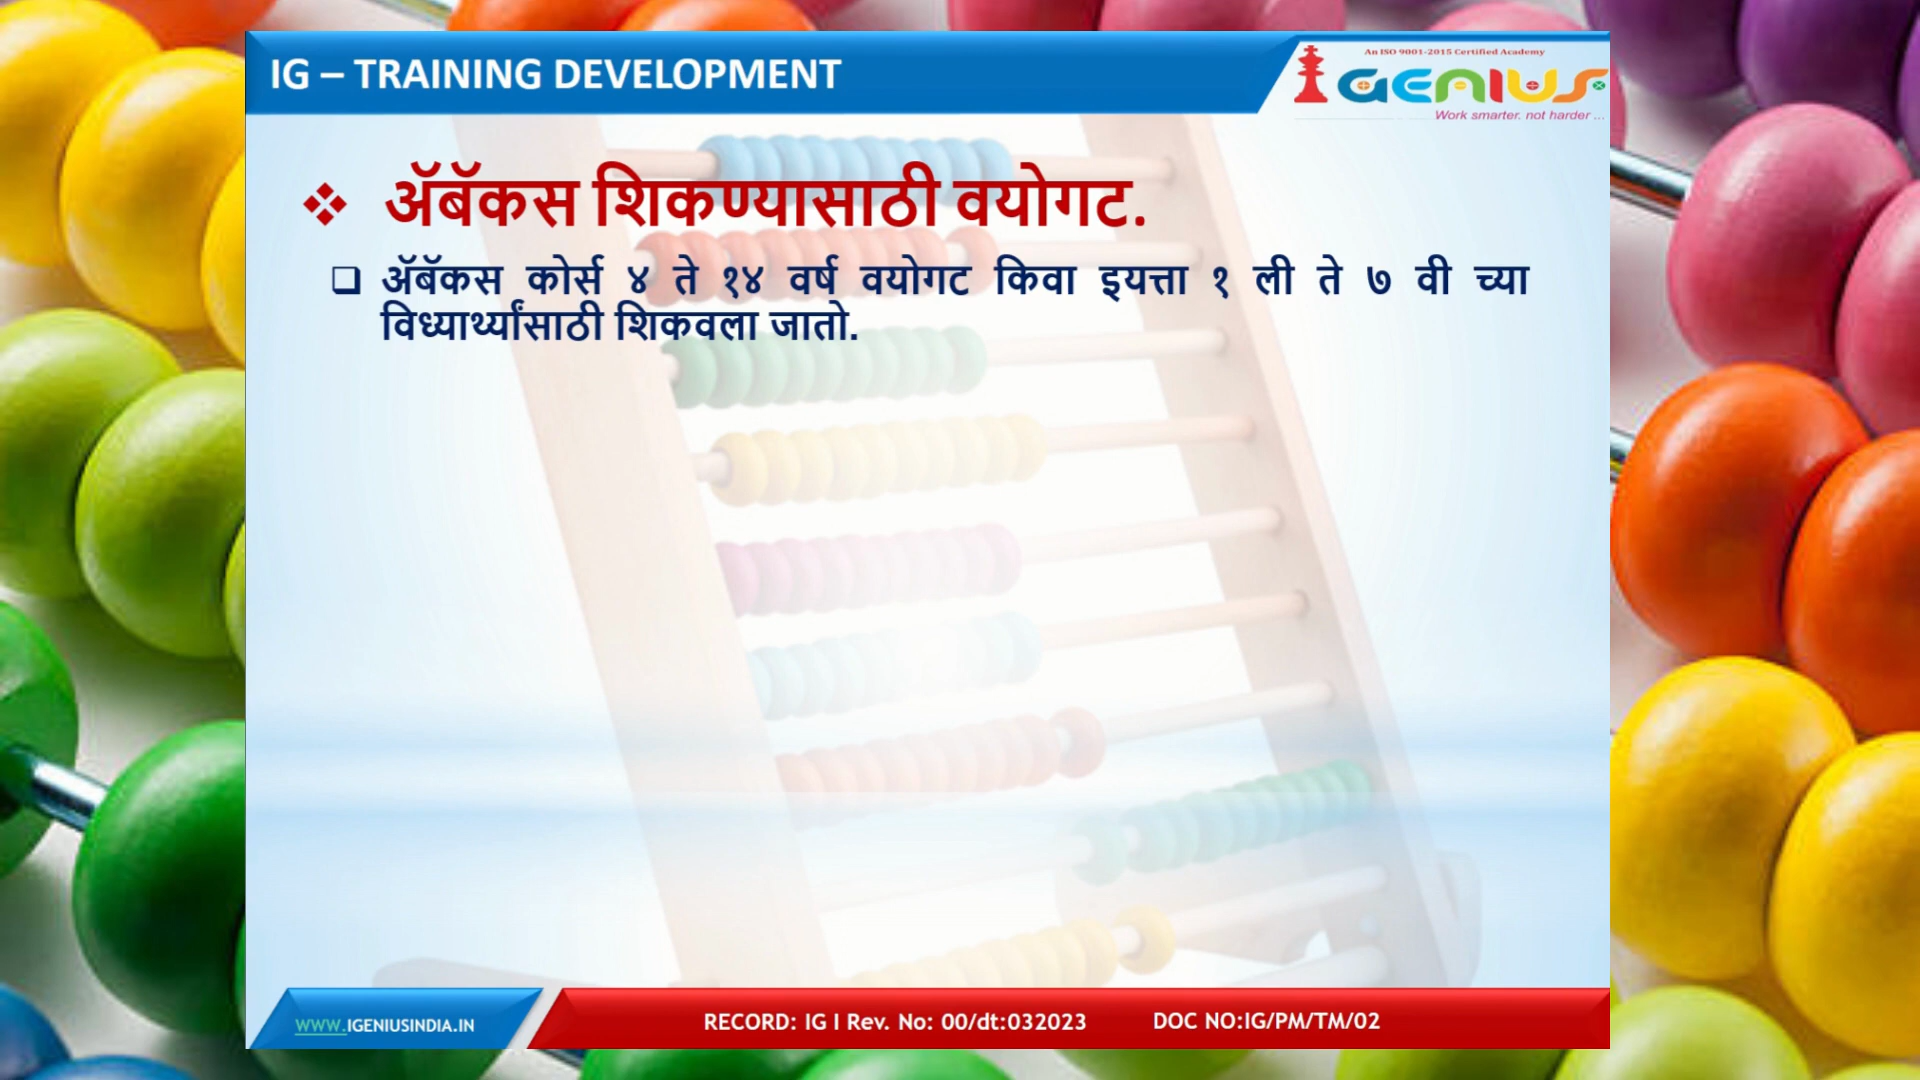 IG – TRAINING DEVELOPMENT
An ISO 9001-2015 Certified Academy
iGENIUS
Work smarter. not harder ...
❖ ॲबॅकस शिकण्यासाठी वयोगट.
❑ ॲबॅकस कोर्स ४ ते १४ वर्ष वयोगट किवा इयत्ता १ ली ते ७ वी च्या
विध्यार्थ्यांसाठी शिकवला जातो.
WWW.IGENIUSINDIA.IN
RECORD: IG I Rev. No: 00/dt:032023
DOC NO:IG/PM/TM/02